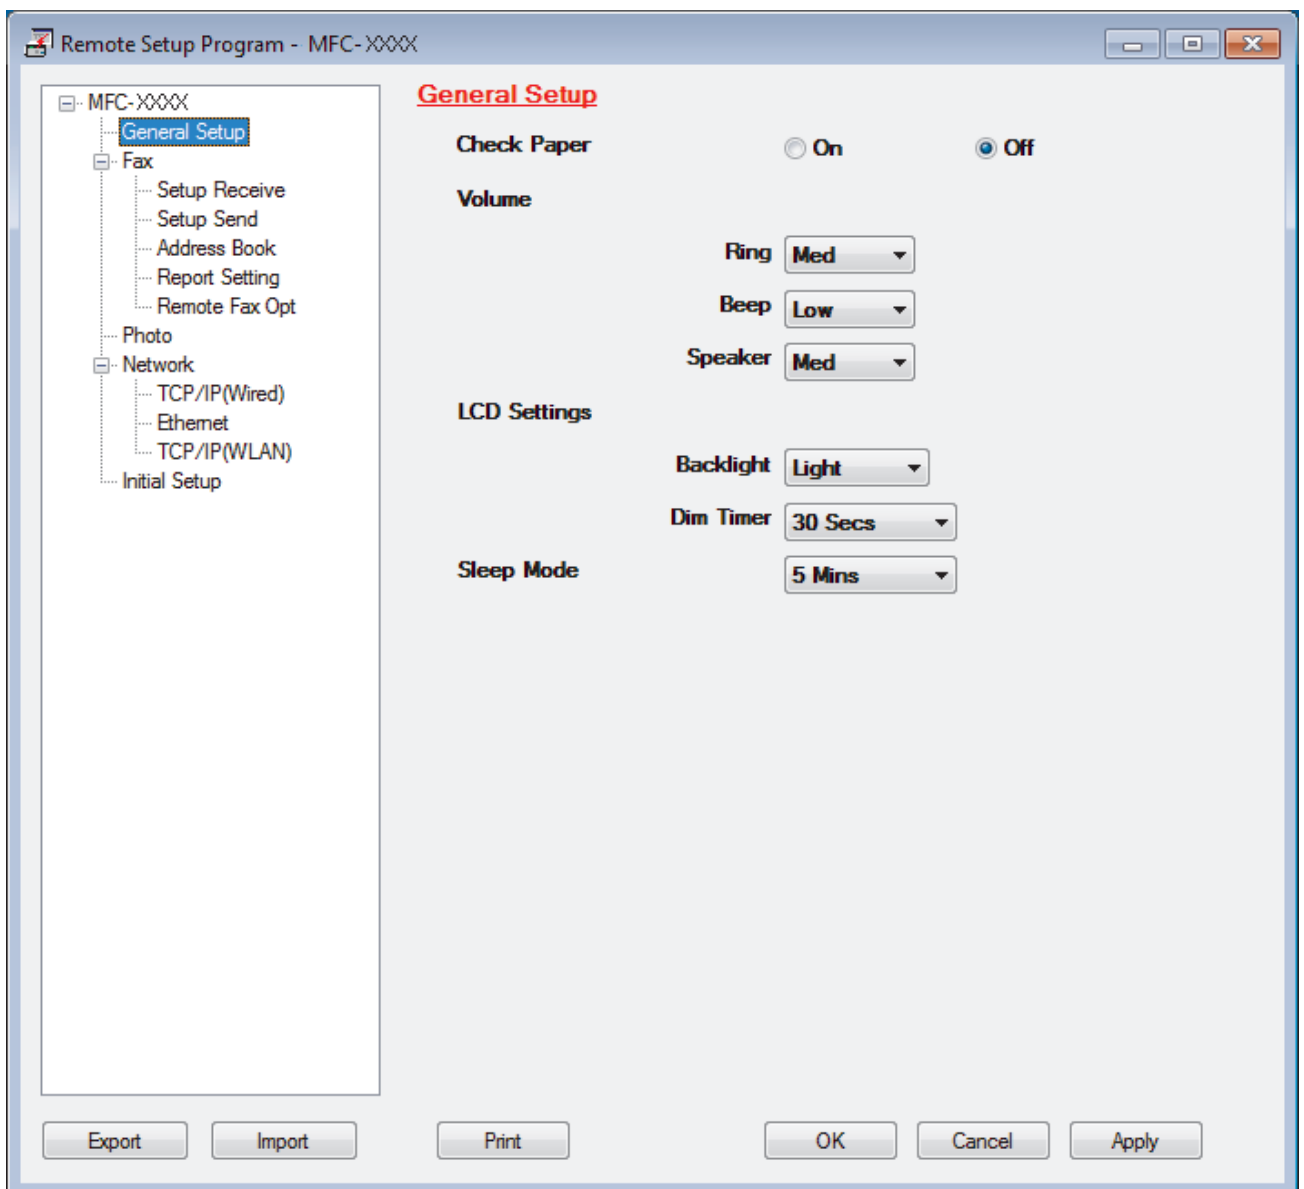 Remote Setup Program - MFC-XXXX
MFC-XXXX
General Setup
Fax
Setup Receive
Setup Send
Address Book
Report Setting
Remote Fax Opt
Photo
Network
TCP/IP(Wired)
Ethernet
TCP/IP(WLAN)
Initial Setup
General Setup
Check Paper On Off
Volume
Ring Med
Beep Low
Speaker Med
LCD Settings
Backlight Light
Dim Timer 30 Secs
Sleep Mode 5 Mins
Export Import Print OK Cancel Apply